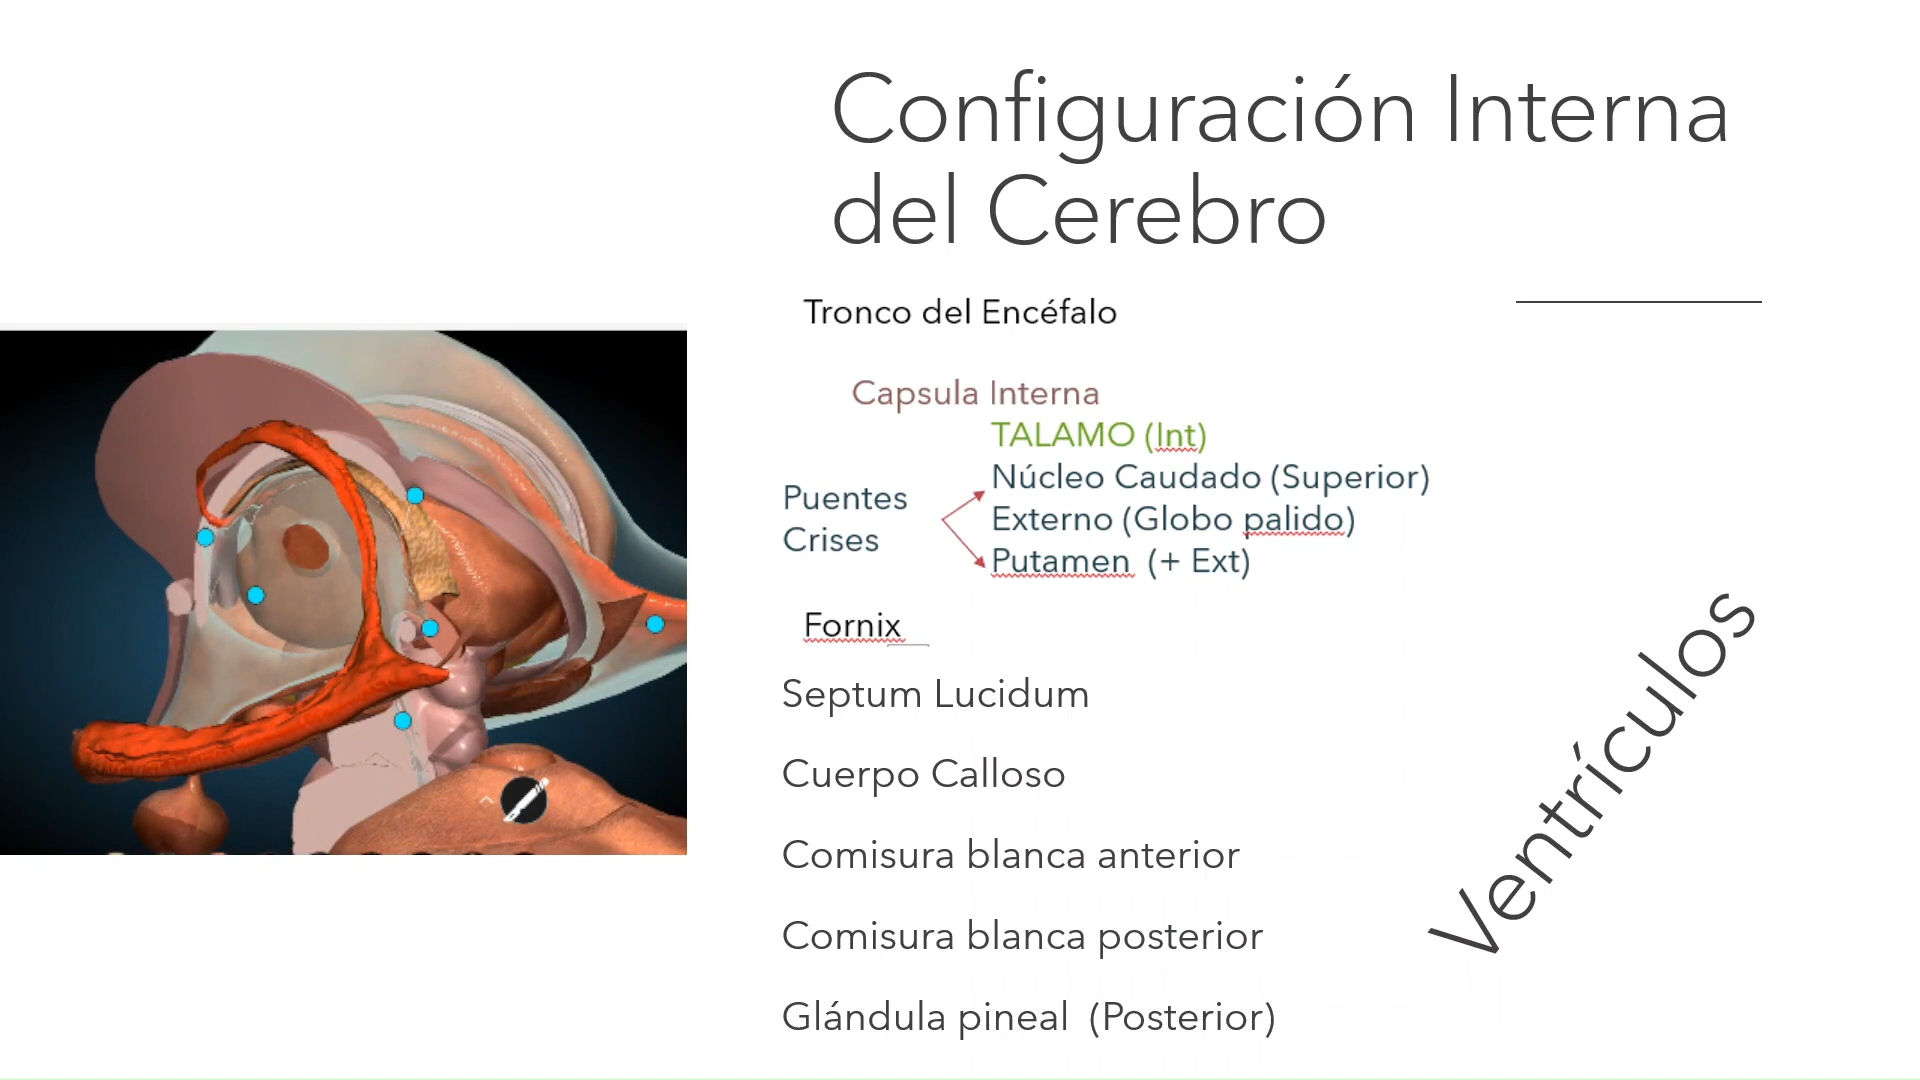 Configuración Interna
del Cerebro
Tronco del Encéfalo
Capsula Interna
TALAMO (Int)
Núcleo Caudado (Superior)
Puentes
Crises
Externo (Globo palido)
Putamen (+ Ext)
Fornix
Septum Lucidum
Cuerpo Calloso
Comisura blanca anterior
Comisura blanca posterior
Glándula pineal (Posterior)
Ventrículos